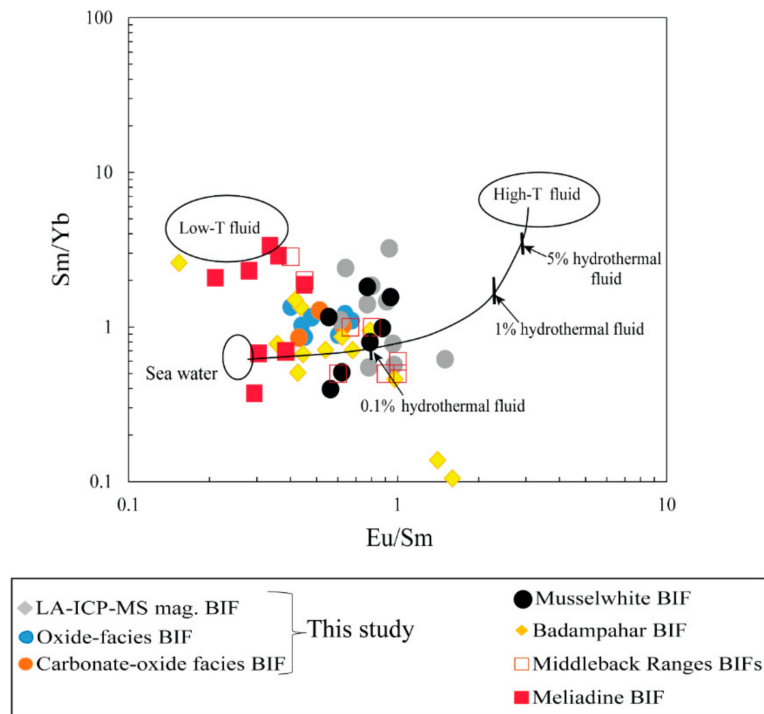 100
10
1
0.1
Sm/Yb
Low-T fluid
High-T fluid
5% hydrothermal
fluid
1% hydrothermal fluid
Sea water
0.1% hydrothermal fluid
0.1
1
10
Eu/Sm
LA-ICP-MS mag. BIF
Oxide-facies BIF
Carbonate-oxide facies BIF
This study
Musselwhite BIF
Badampahar BIF
Middleback Ranges BIFs
Meliadine BIF